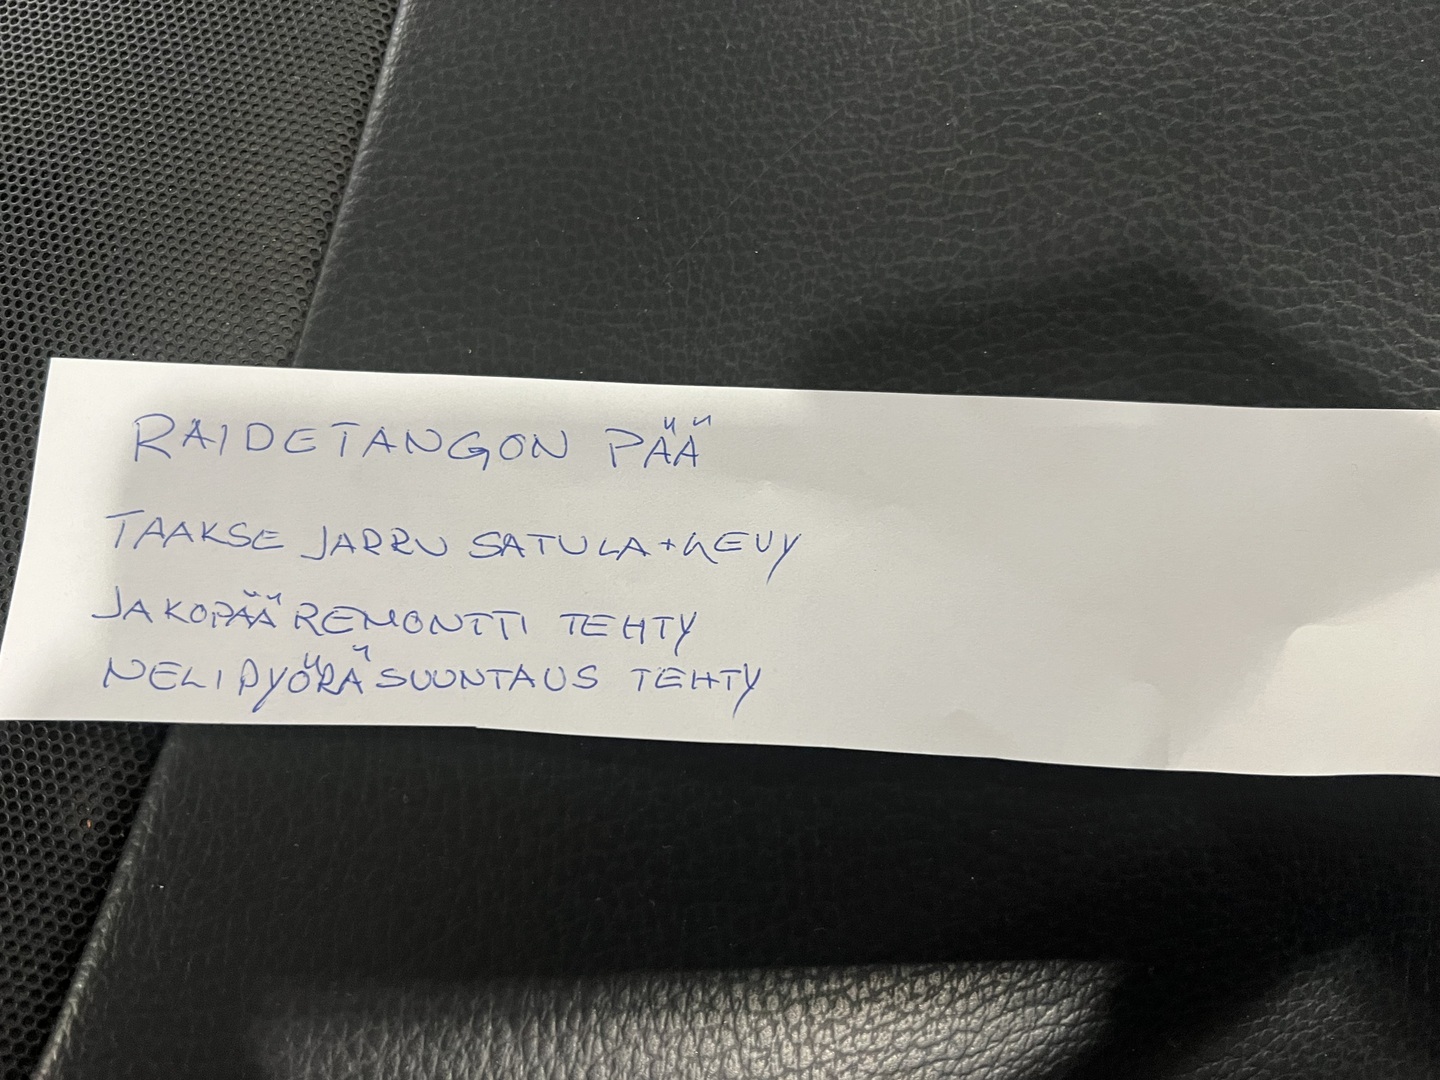 RAIDETANGON PÄÄ
TAAKSE JARRU SATULA+LEVY
JAKOPÄÄ REMONTTI TEHTY
NELIPYÖRÄSUUNTAUS TEHTY